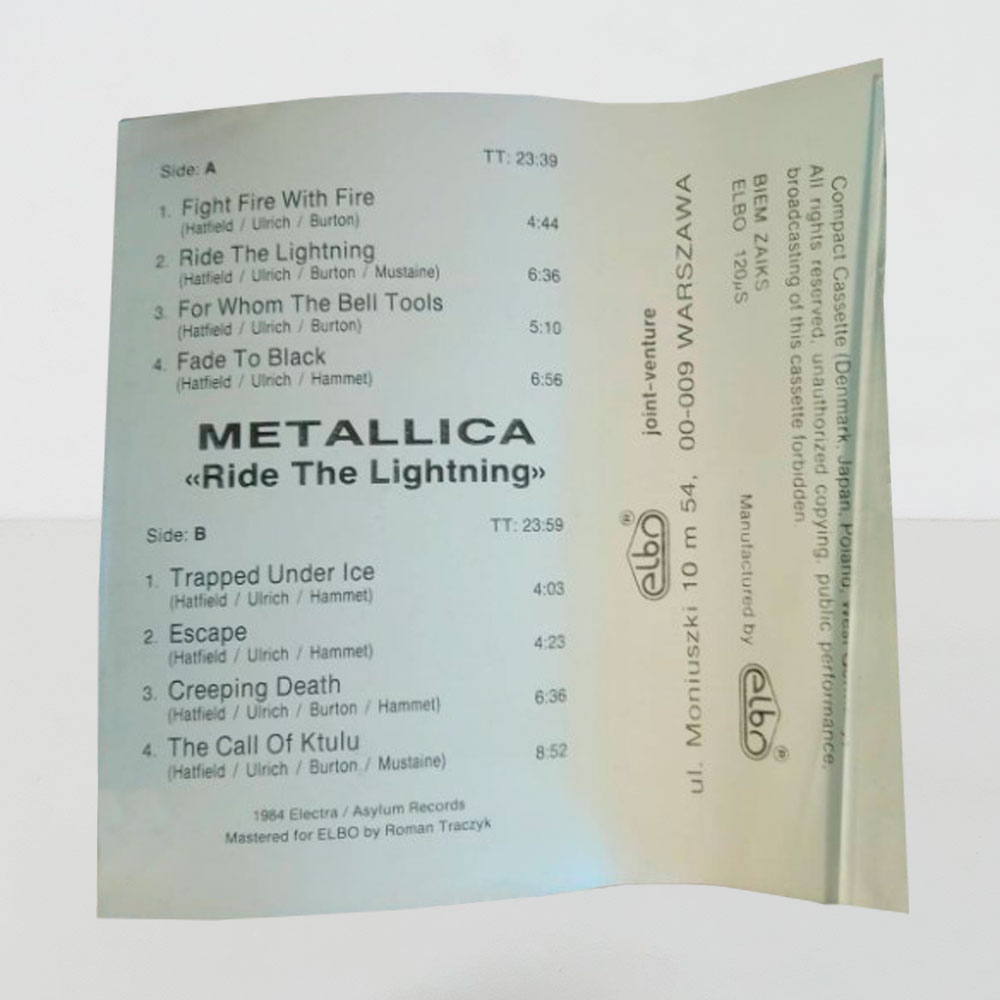 Side: A TT: 23:39
1. Fight Fire With Fire
(Hatfield / Ulrich / Burton) 4:44
2. Ride The Lightning
(Hatfield / Ulrich / Burton / Mustaine) 6:36
3. For Whom The Bell Tools
(Hatfield / Ulrich / Burton) 5:10
4. Fade To Black
(Hatfield / Ulrich / Hammet) 6:56
METALLICA
«Ride The Lightning»
Side: B TT: 23:59
1. Trapped Under Ice
(Hatfield / Ulrich / Hammet) 4:03
2. Escape
(Hatfield / Ulrich / Hammet) 4:23
3. Creeping Death
(Hatfield / Ulrich / Burton / Hammet) 6:36
4. The Call Of Ktulu
(Hatfield / Ulrich / Burton / Mustaine) 8:52
1984 Electra / Asylum Records
Mastered for ELBO by Roman Traczyk
joint-venture elbo ®
ul. Moniuszki 10 m 54, 00-009 WARSZAWA
Compact Cassette (Denmark, Japan, Poland, West
All rights reserved, unauthorized copying, public performance,
broadcasting of this cassette forbidden.
BIEM ZAIKS
ELBO 120µS
Manufactured by elbo ®